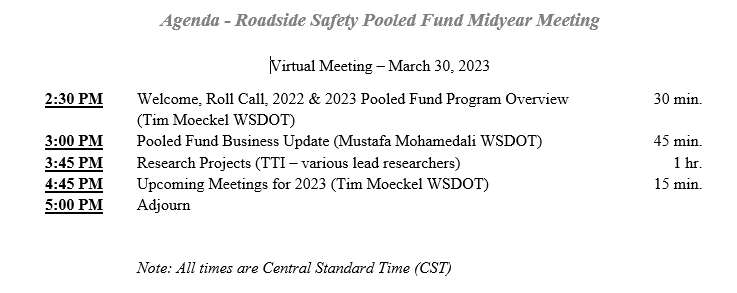 Agenda - Roadside Safety Pooled Fund Midyear Meeting
Virtual Meeting – March 30, 2023
2:30 PM Welcome, Roll Call, 2022 & 2023 Pooled Fund Program Overview 30 min.
(Tim Moeckel WSDOT)
3:00 PM Pooled Fund Business Update (Mustafa Mohamedali WSDOT) 45 min.
3:45 PM Research Projects (TTI – various lead researchers) 1 hr.
4:45 PM Upcoming Meetings for 2023 (Tim Moeckel WSDOT) 15 min.
5:00 PM Adjourn
Note: All times are Central Standard Time (CST)